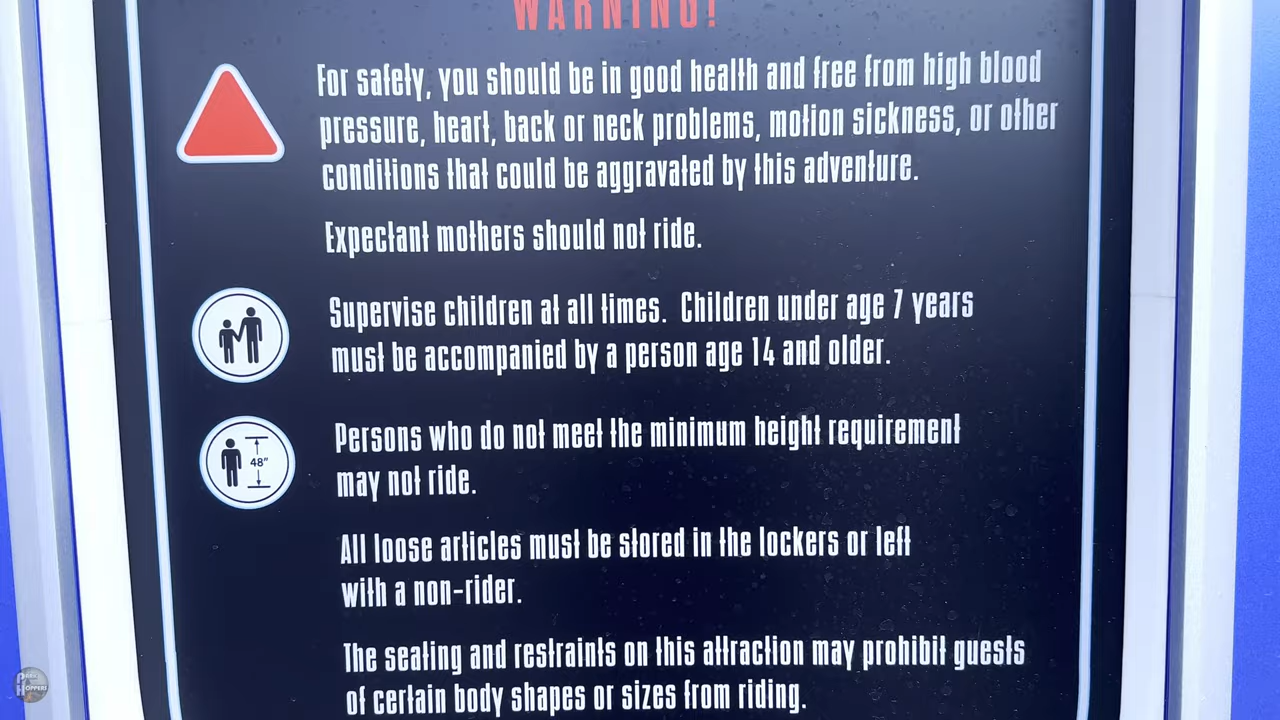 WARNING!
For safety, you should be in good health and free from high blood
pressure, heart, back or neck problems, motion sickness, or other
conditions that could be aggravated by this adventure.
Expectant mothers should not ride.
Supervise children at all times. Children under age 7 years
must be accompanied by a person age 14 and older.
Persons who do not meet the minimum height requirement
may not ride.
48"
All loose articles must be stored in the lockers or left
with a non-rider.
The seating and restraints on this attraction may prohibit guests
of certain body shapes or sizes from riding.
PARK
HOPPERS